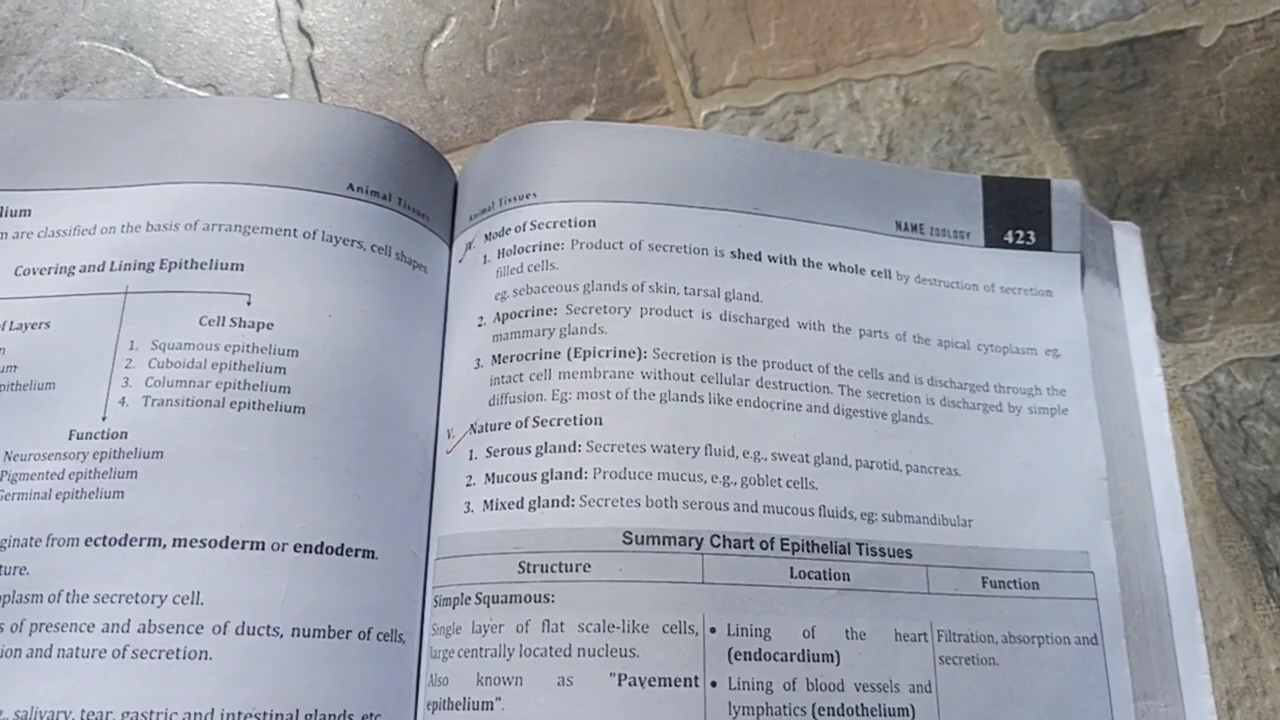 Animal Tissues
lium
n are classified on the basis of arrangement of layers, cell shapes
Covering and Lining Epithelium
f Layers
Cell Shape
1. Squamous epithelium
2. Cuboidal epithelium
3. Columnar epithelium
4. Transitional epithelium
n
um
pithelium
Function
Neurosensory epithelium
Pigmented epithelium
Germinal epithelium
ginate from ectoderm, mesoderm or endoderm.
ture.
plasm of the secretory cell.
s of presence and absence of ducts, number of cells,
ion and nature of secretion.
salivary, tear, gastric and intestinal glands etc
Animal Tissues
NAME ZOOLOGY
423
Mode of Secretion
1. Holocrine: Product of secretion is shed with the whole cell by destruction of secretion
filled cells.
eg. sebaceous glands of skin, tarsal gland.
2. Apocrine: Secretory product is discharged with the parts of the apical cytoplasm eg.
mammary glands.
3. Merocrine (Epicrine): Secretion is the product of the cells and is discharged through the
intact cell membrane without cellular destruction. The secretion is discharged by simple
diffusion. Eg: most of the glands like endocrine and digestive glands.
V. Nature of Secretion
1. Serous gland: Secretes watery fluid, e.g., sweat gland, parotid, pancreas.
2. Mucous gland: Produce mucus, e.g., goblet cells.
3. Mixed gland: Secretes both serous and mucous fluids, eg: submandibular
Summary Chart of Epithelial Tissues
Structure
Location
Function
Simple Squamous:
Single layer of flat scale-like cells,
large centrally located nucleus.
Also known as "Pavement
epithelium".
• Lining of the heart
(endocardium)
• Lining of blood vessels and
lymphatics (endothelium)
Filtration, absorption and
secretion.